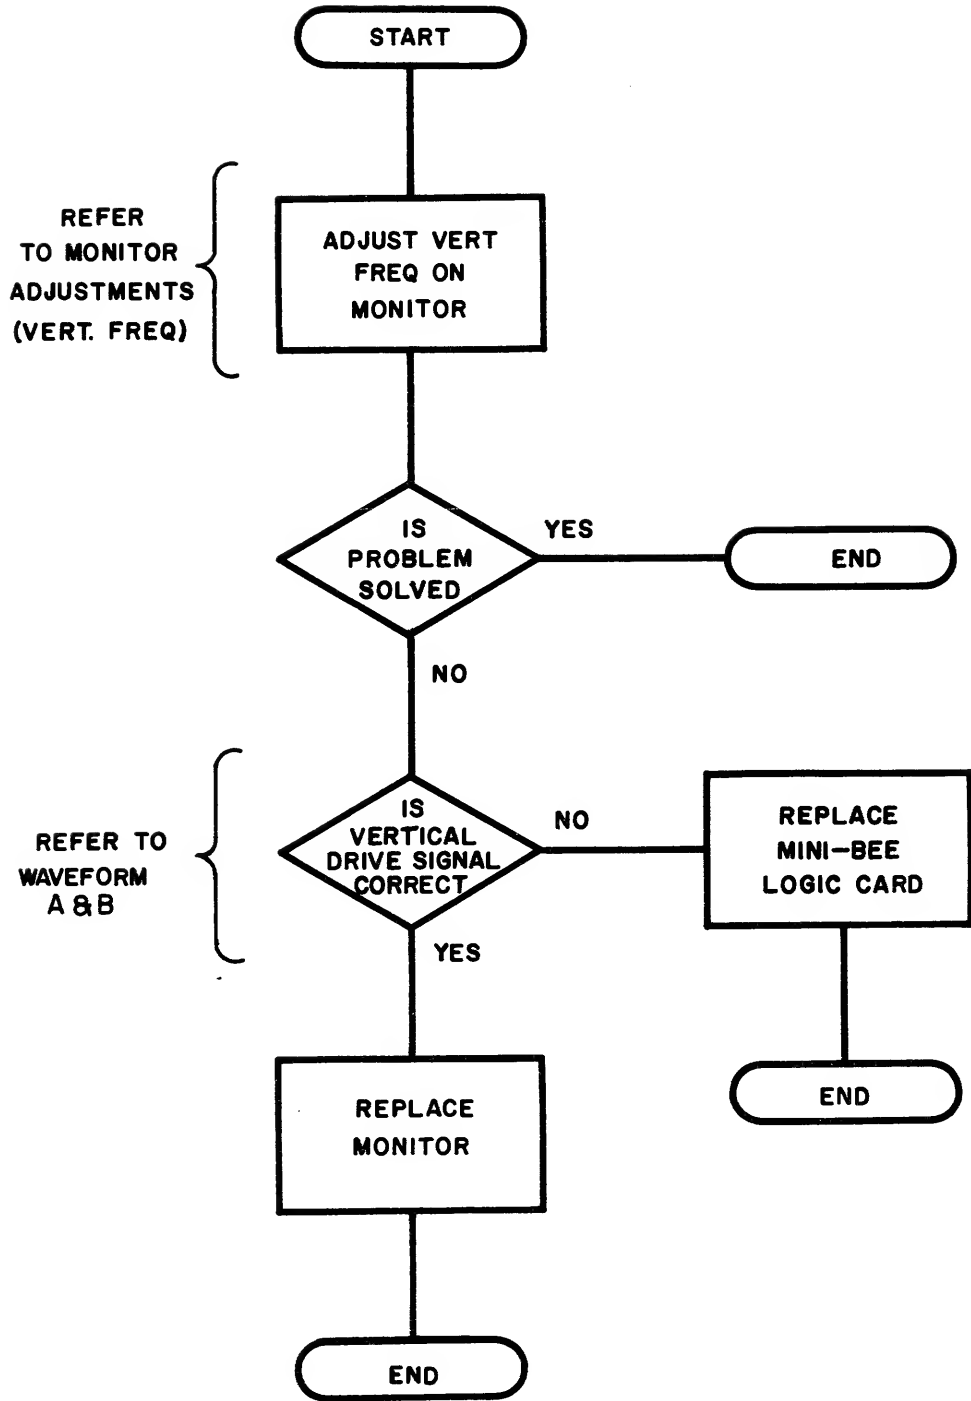 START
REFER
TO MONITOR
ADJUSTMENTS
(VERT. FREQ)
ADJUST VERT
FREQ ON
MONITOR
IS
PROBLEM
SOLVED
YES
END
NO
REFER TO
WAVEFORM
A & B
IS
VERTICAL
DRIVE SIGNAL
CORRECT
NO
REPLACE
MINI-BEE
LOGIC CARD
YES
END
REPLACE
MONITOR
END